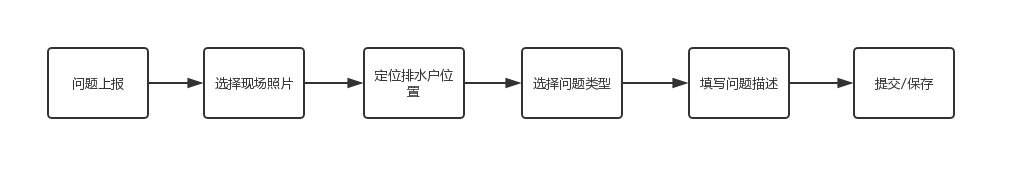 问题上报
选择现场照片
定位排水户位
置
选择问题类型
填写问题描述
提交/保存